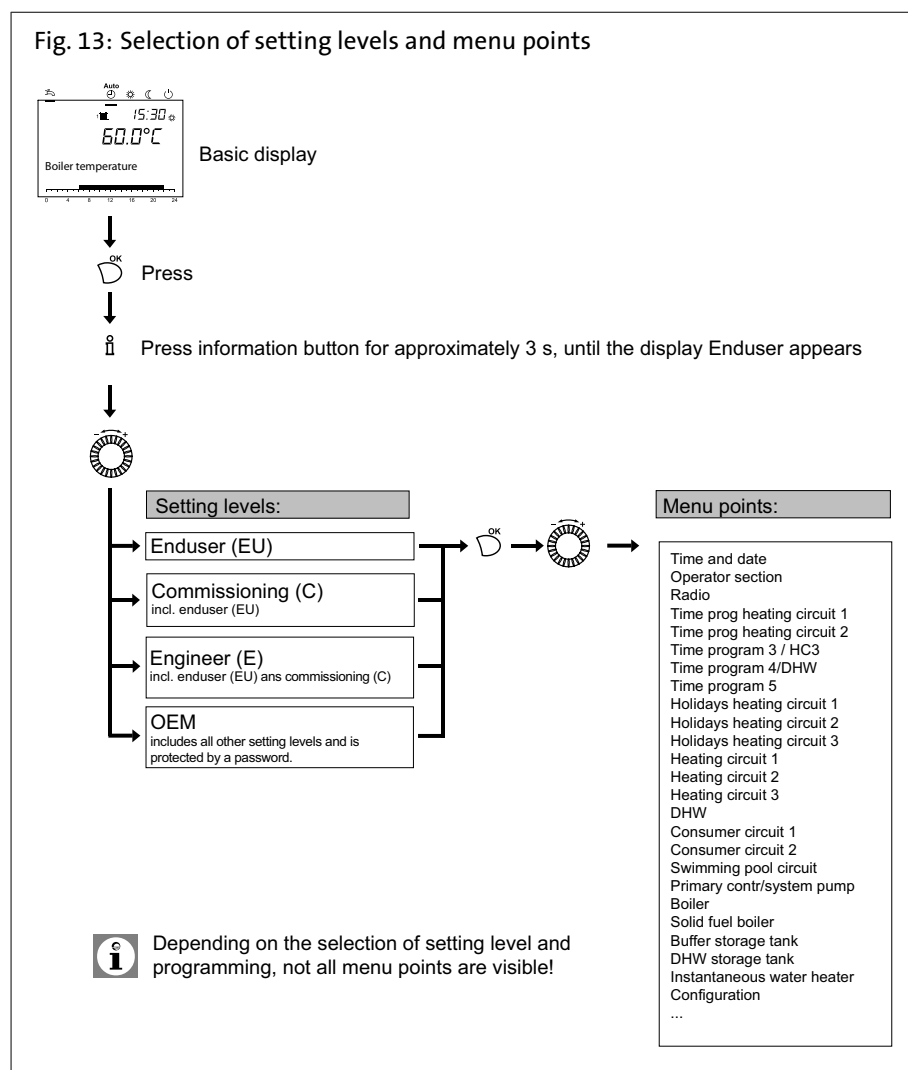 Fig. 13: Selection of setting levels and menu points
Auto
15:30
60.0°C
Boiler temperature
0 4 8 12 16 20 24
Basic display
OK
Press
Press information button for approximately 3 s, until the display Enduser appears
- +
Setting levels:
Menu points:
Enduser (EU)
OK
- +
Commissioning (C)
incl. enduser (EU)
Engineer (E)
incl. enduser (EU) ans commissioning (C)
OEM
includes all other setting levels and is
protected by a password.
Time and date
Operator section
Radio
Time prog heating circuit 1
Time prog heating circuit 2
Time program 3 / HC3
Time program 4/DHW
Time program 5
Holidays heating circuit 1
Holidays heating circuit 2
Holidays heating circuit 3
Heating circuit 1
Heating circuit 2
Heating circuit 3
DHW
Consumer circuit 1
Consumer circuit 2
Swimming pool circuit
Primary contr/system pump
Boiler
Solid fuel boiler
Buffer storage tank
DHW storage tank
Instantaneous water heater
Configuration
...
Depending on the selection of setting level and
programming, not all menu points are visible!